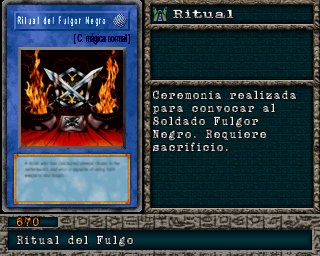 Ritual del Fulgor Negro
[C. mágica normal]
Ritual
Ceremonia realizada
para convocar al
Soldado Fulgor
Negro. Requiere
sacrificio.
670
Ritual del Fulgo